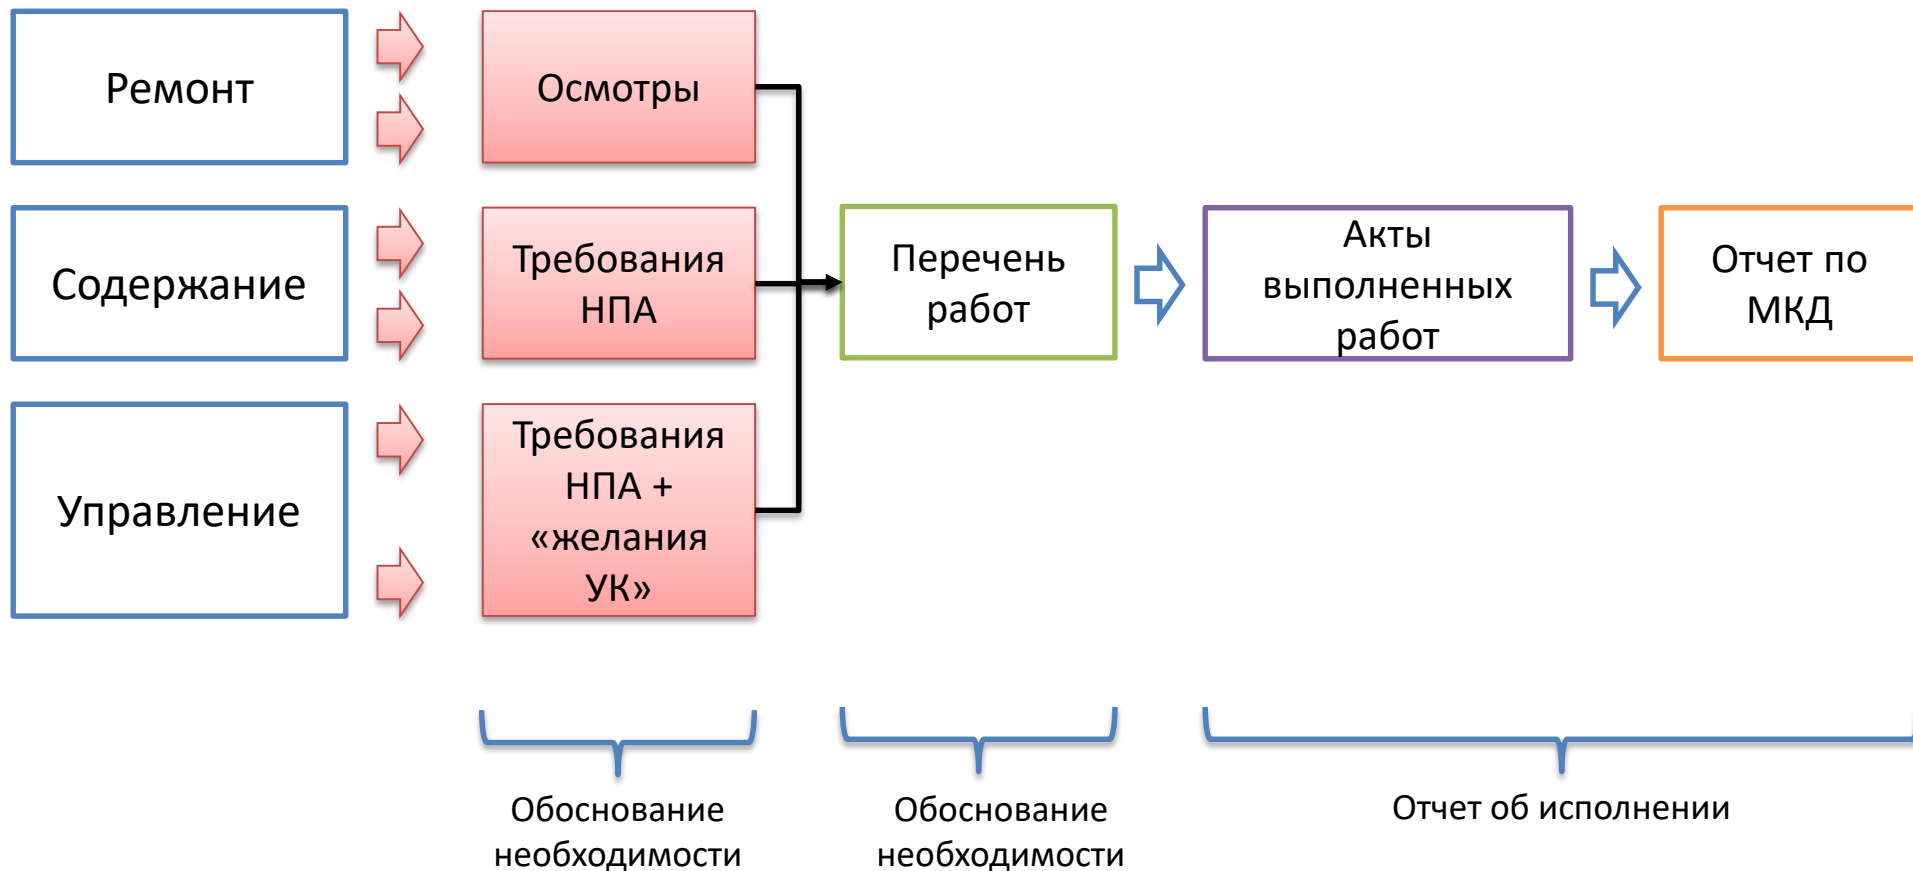 Ремонт
Осмотры
Содержание
Требования
НПА
Перечень
работ
Акты
выполненных
работ
Отчет по
МКД
Управление
Требования
НПА +
«желания
УК»
Обоснование
необходимости
Обоснование
необходимости
Отчет об исполнении